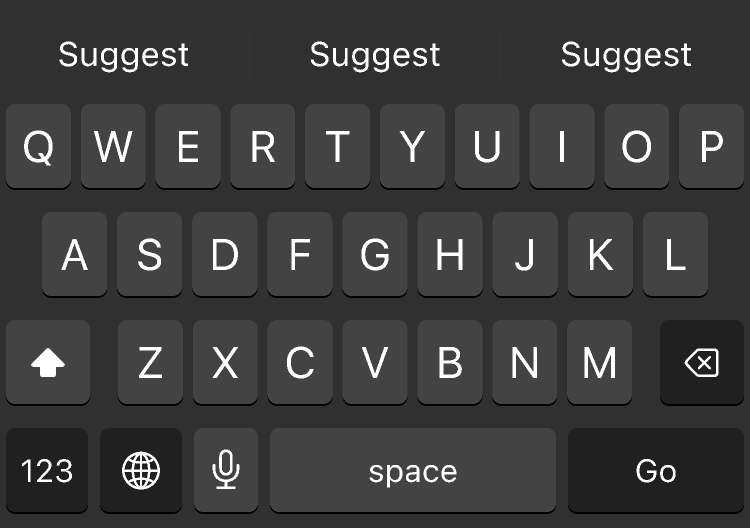 Suggest Suggest Suggest
Q W E R T Y U I O P
A S D F G H J K L
Z X C V B N M
123 space Go